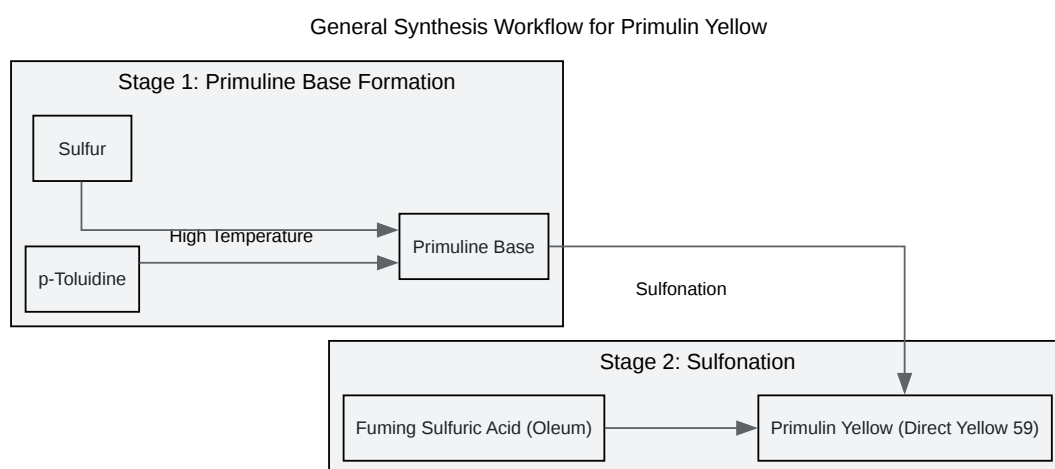 General Synthesis Workflow for Primulin Yellow
Stage 1: Primuline Base Formation
Sulfur
High Temperature
Primuline Base
p-Toluidine
Sulfonation
Stage 2: Sulfonation
Fuming Sulfuric Acid (Oleum)
Primulin Yellow (Direct Yellow 59)